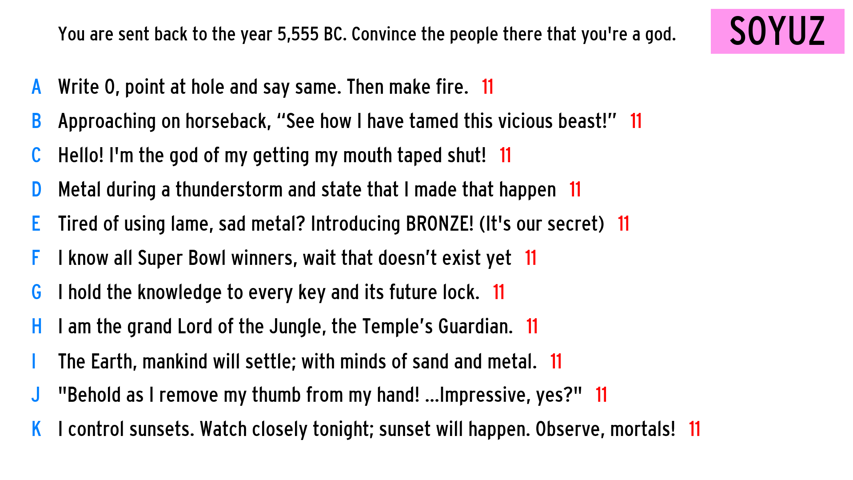 You are sent back to the year 5,555 BC. Convince the people there that you're a god.
SOYUZ
A Write O, point at hole and say same. Then make fire. 11
B Approaching on horseback, “See how I have tamed this vicious beast!” 11
C Hello! I'm the god of my getting my mouth taped shut! 11
D Metal during a thunderstorm and state that I made that happen 11
E Tired of using lame, sad metal? Introducing BRONZE! (It's our secret) 11
F I know all Super Bowl winners, wait that doesn’t exist yet 11
G I hold the knowledge to every key and its future lock. 11
H I am the grand Lord of the Jungle, the Temple’s Guardian. 11
I The Earth, mankind will settle; with minds of sand and metal. 11
J "Behold as I remove my thumb from my hand! ...Impressive, yes?" 11
K I control sunsets. Watch closely tonight; sunset will happen. Observe, mortals! 11